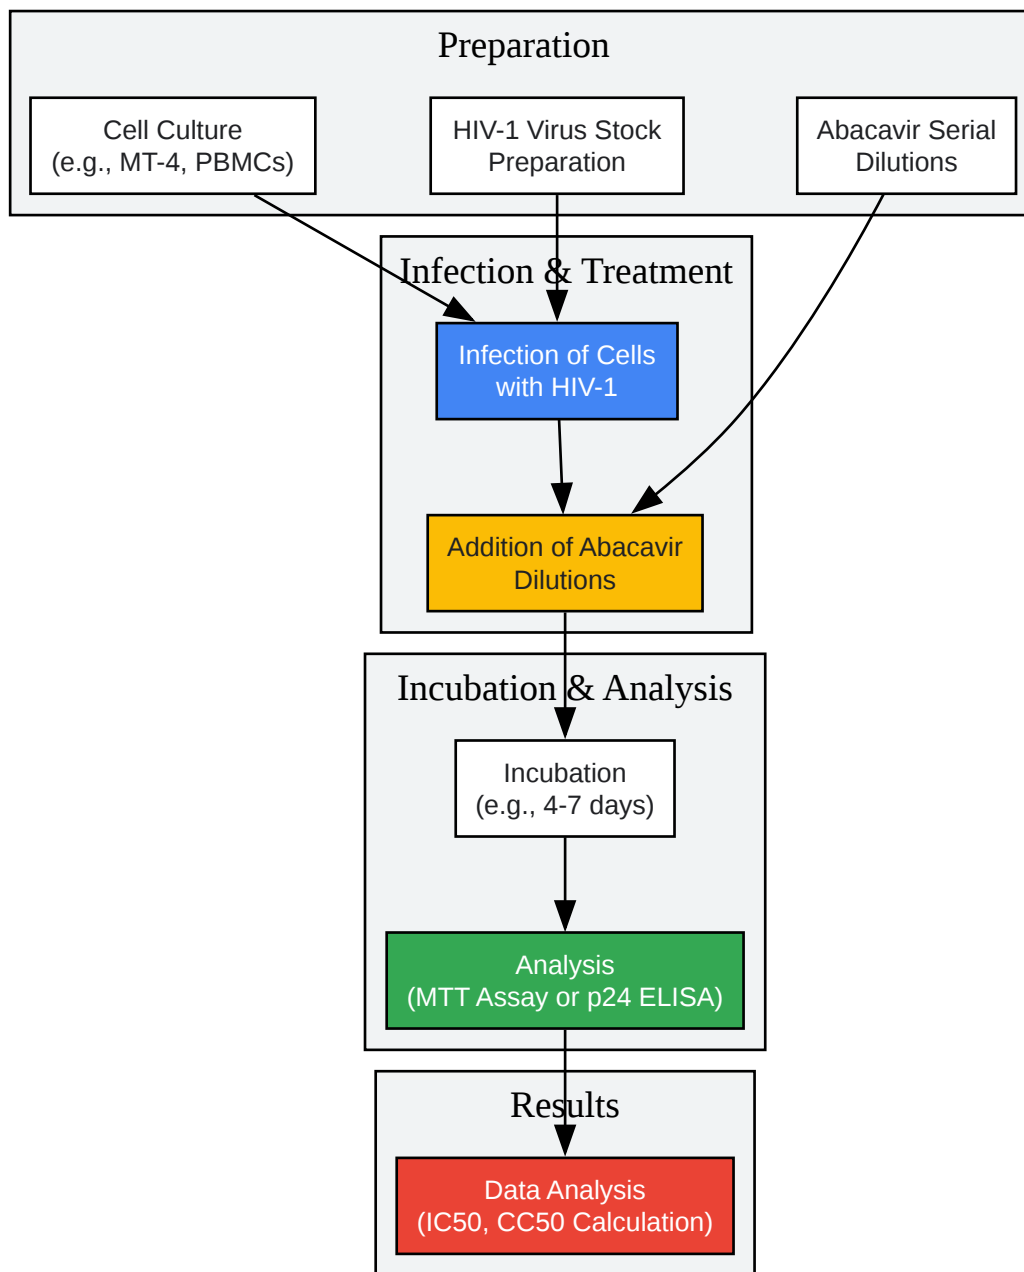 Preparation
Cell Culture
(e.g., MT-4, PBMCs)
HIV-1 Virus Stock
Preparation
Abacavir Serial
Dilutions
Infection & Treatment
Infection of Cells
with HIV-1
Addition of Abacavir
Dilutions
Incubation & Analysis
Incubation
(e.g., 4-7 days)
Analysis
(MTT Assay or p24 ELISA)
Results
Data Analysis
(IC50, CC50 Calculation)